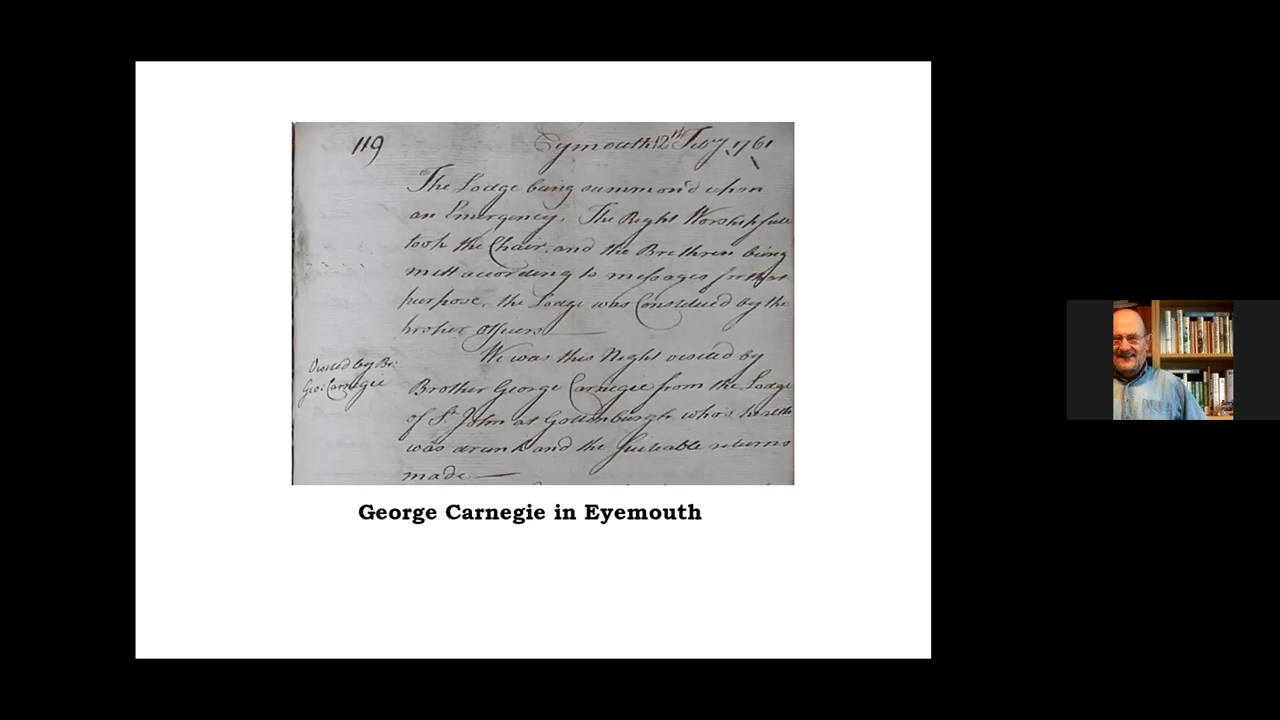 119
Eymouth 12th Febry 1761
The Lodge being summon'd upon
an Emergency. The Right Worshipfull
took the Chair, and the Brethren being
mett according to messages for that
purpose, the Lodge was Constitued by the
proper officers
We was this Night visited by
Visited by Br:
Geo: Carnegie
Brother George Carnegie from the Lodge
of St. John at Gottenburgh who's health
was drunk and the Suteable returns
made
George Carnegie in Eyemouth